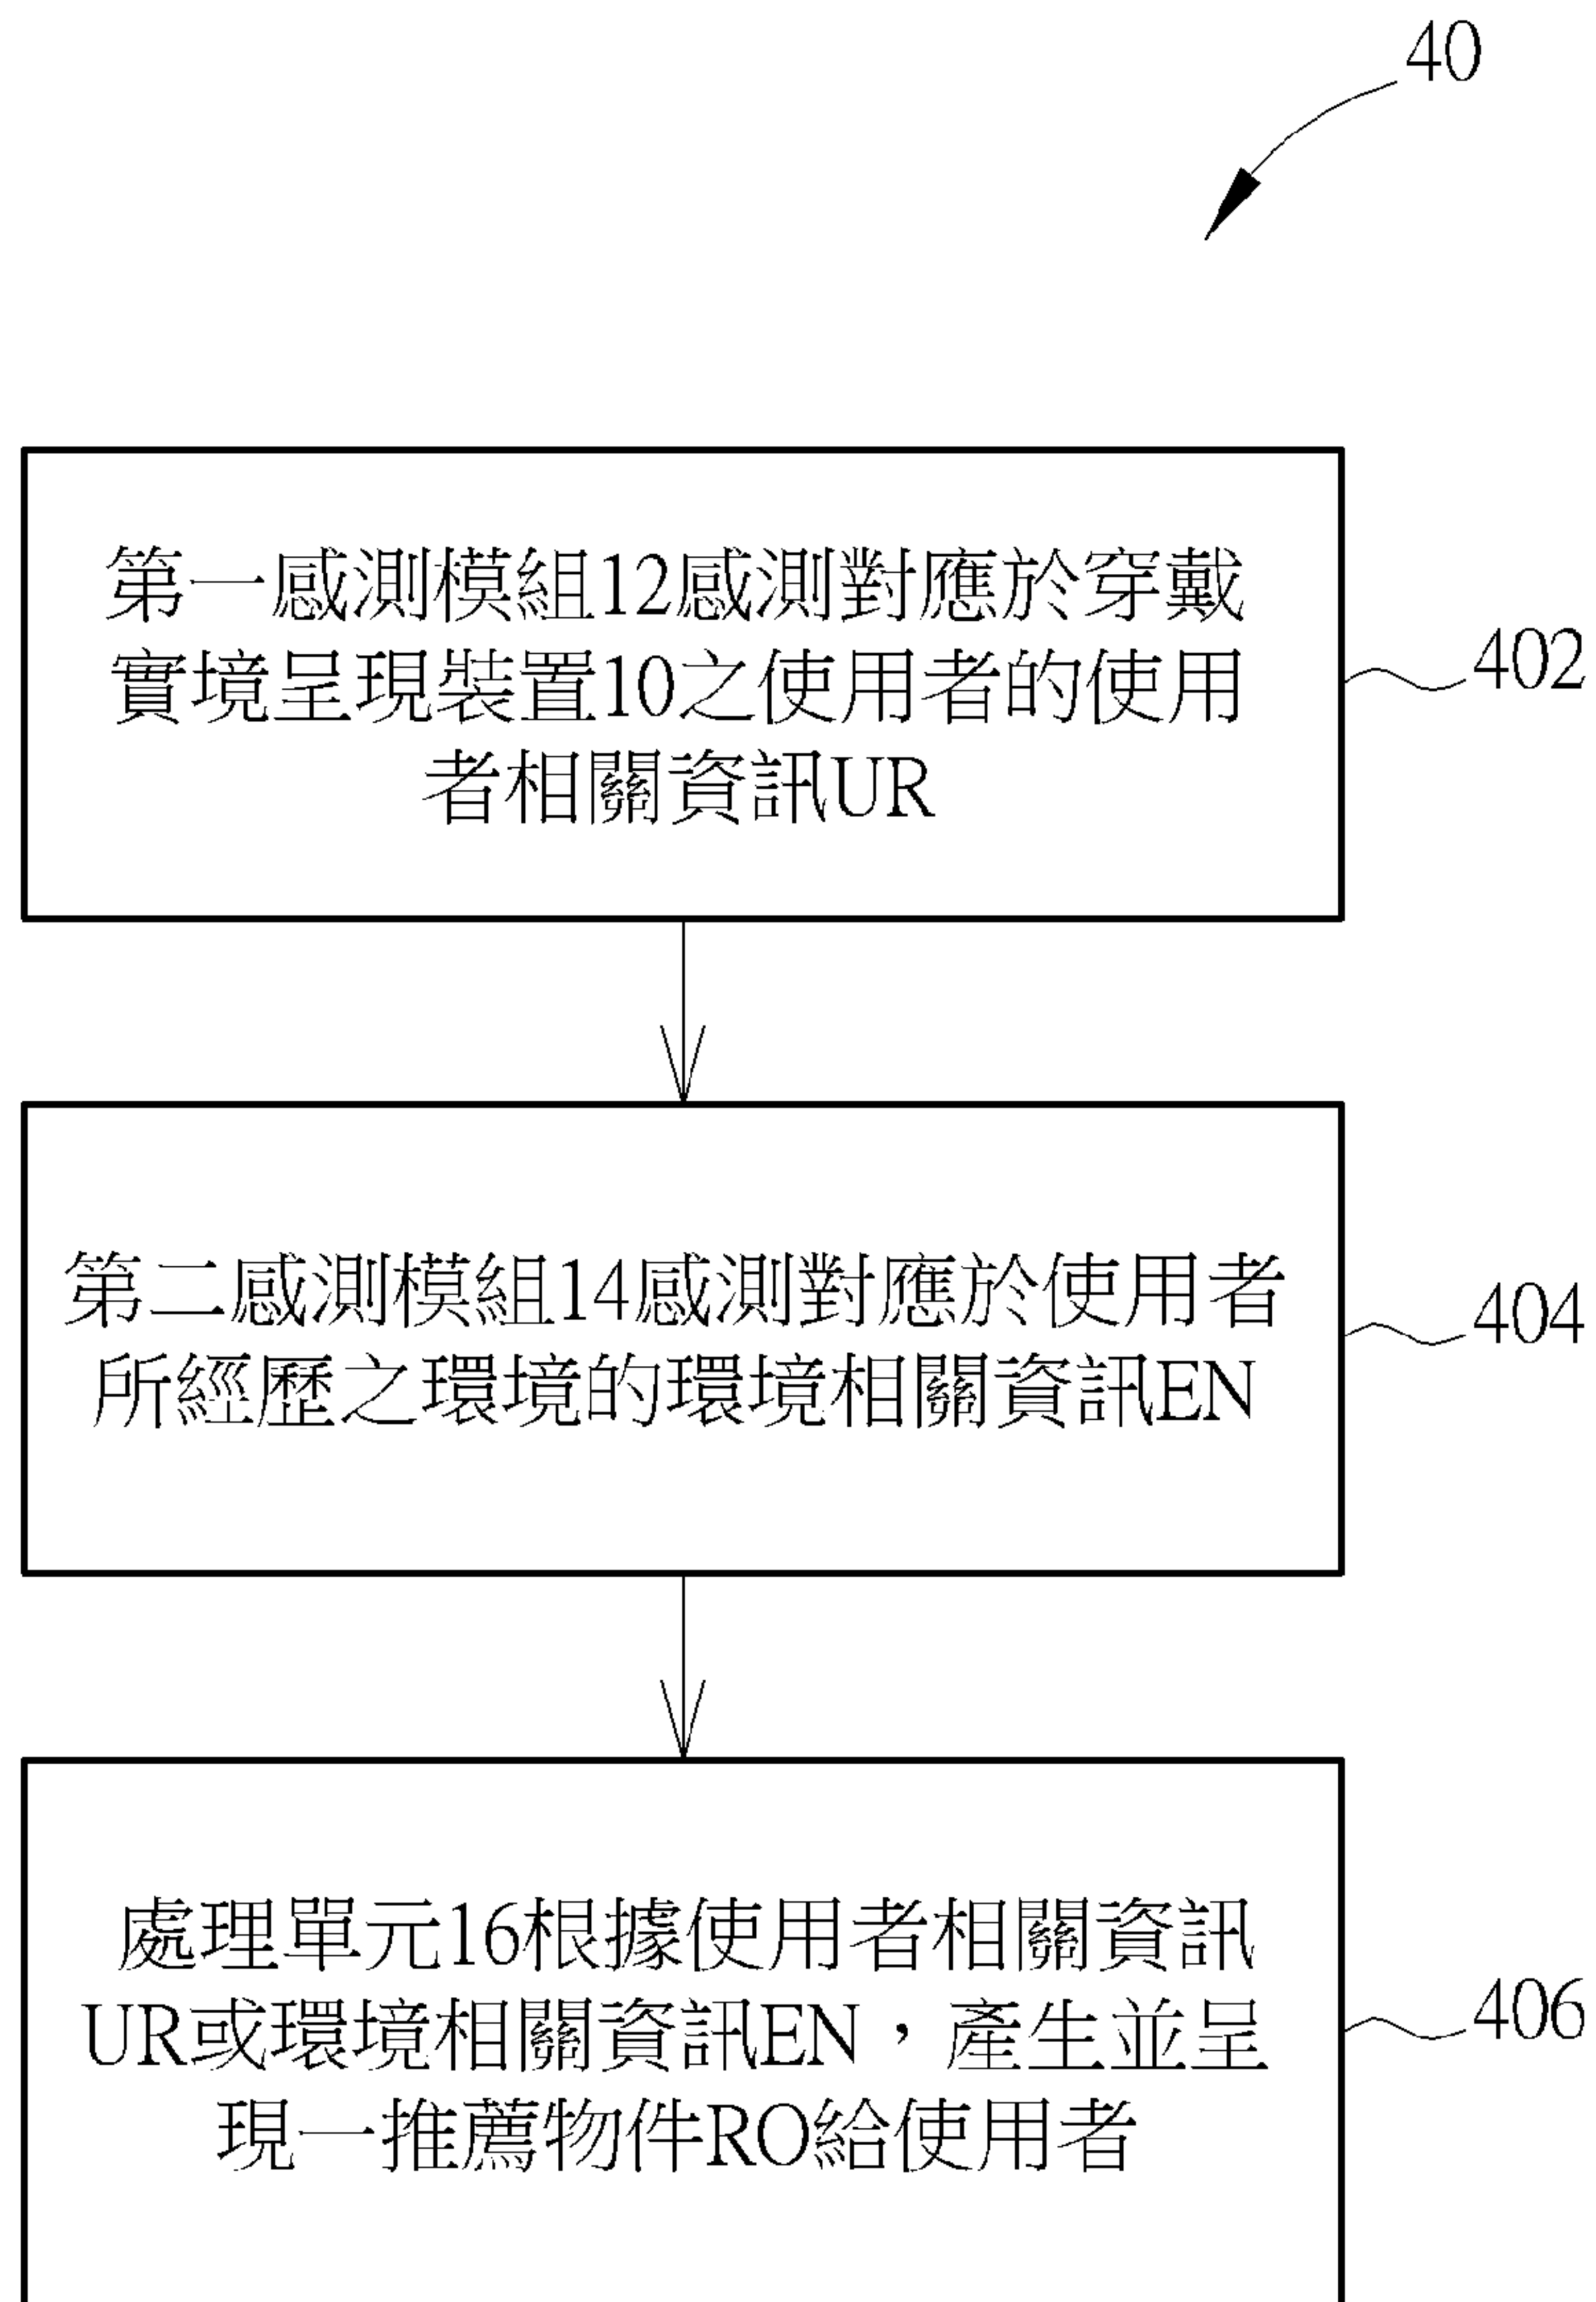 40
第一感測模組12感測對應於穿戴
實境呈現裝置10之使用者的使用
者相關資訊UR
402
第二感測模組14感測對應於使用者
所經歷之環境的環境相關資訊EN
404
處理單元16根據使用者相關資訊
UR或環境相關資訊EN，產生並呈
現一推薦物件RO給使用者
406